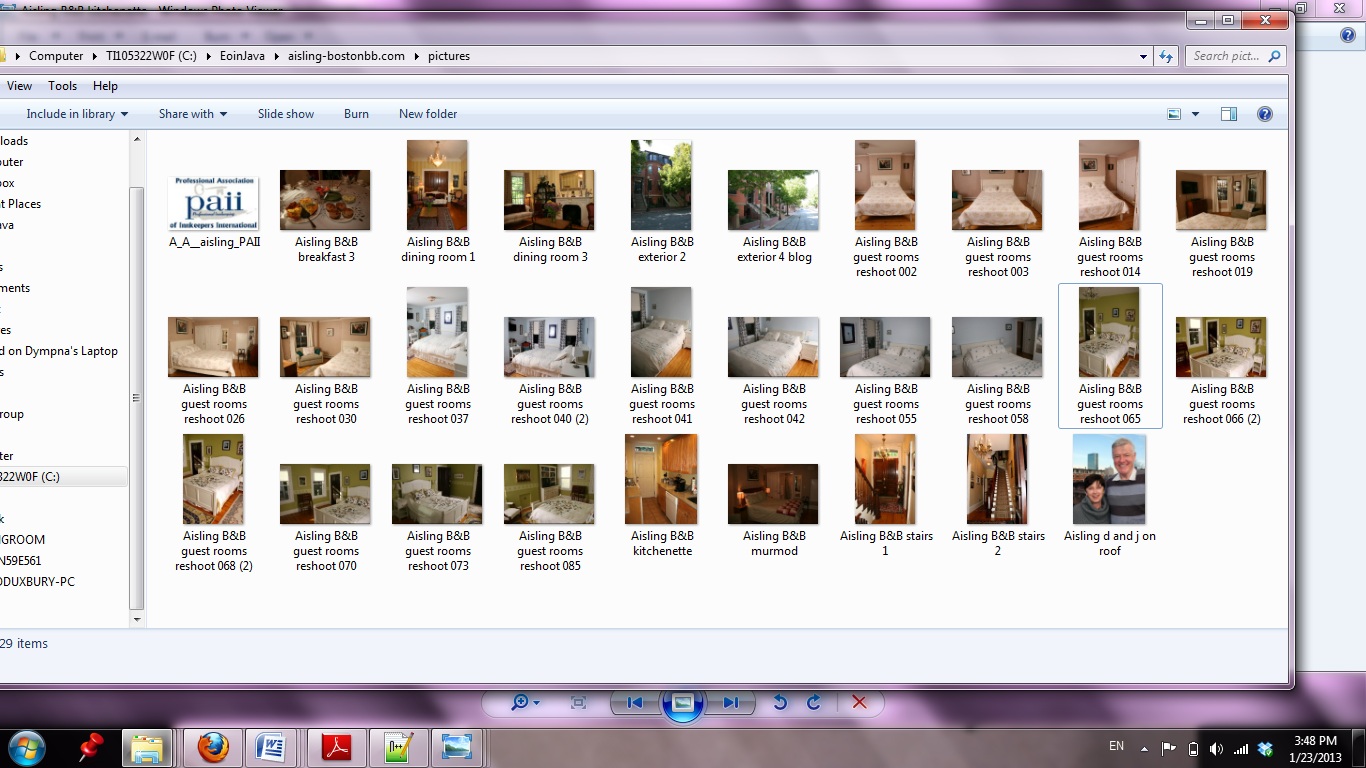 Aisling B&B kitchenette - Windows Photo Viewer
Computer TI105322W0F (C:) EoinJava aisling-bostonbb.com pictures
Search pict...
View Tools Help
Include in library Share with Slide show Burn New folder
loads
puter
box
nt Places
ava
s
ments
es
d on Dympna's Laptop
s
roup
ter
322W0F (C:)
k
NGROOM
N59E561
ODUXBURY-PC
Professional Association
paii
of Innkeepers International
A_A__aisling_PAII
Aisling B&B
breakfast 3
Aisling B&B
dining room 1
Aisling B&B
dining room 3
Aisling B&B
exterior 2
Aisling B&B
exterior 4 blog
Aisling B&B
guest rooms
reshoot 002
Aisling B&B
guest rooms
reshoot 003
Aisling B&B
guest rooms
reshoot 014
Aisling B&B
guest rooms
reshoot 019
Aisling B&B
guest rooms
reshoot 026
Aisling B&B
guest rooms
reshoot 030
Aisling B&B
guest rooms
reshoot 037
Aisling B&B
guest rooms
reshoot 040 (2)
Aisling B&B
guest rooms
reshoot 041
Aisling B&B
guest rooms
reshoot 042
Aisling B&B
guest rooms
reshoot 055
Aisling B&B
guest rooms
reshoot 058
Aisling B&B
guest rooms
reshoot 065
Aisling B&B
guest rooms
reshoot 066 (2)
Aisling B&B
guest rooms
reshoot 068 (2)
Aisling B&B
guest rooms
reshoot 070
Aisling B&B
guest rooms
reshoot 073
Aisling B&B
guest rooms
reshoot 085
Aisling B&B
kitchenette
Aisling B&B
murmod
Aisling B&B stairs
1
Aisling B&B stairs
2
Aisling d and j on
roof
29 items
EN
3:48 PM
1/23/2013